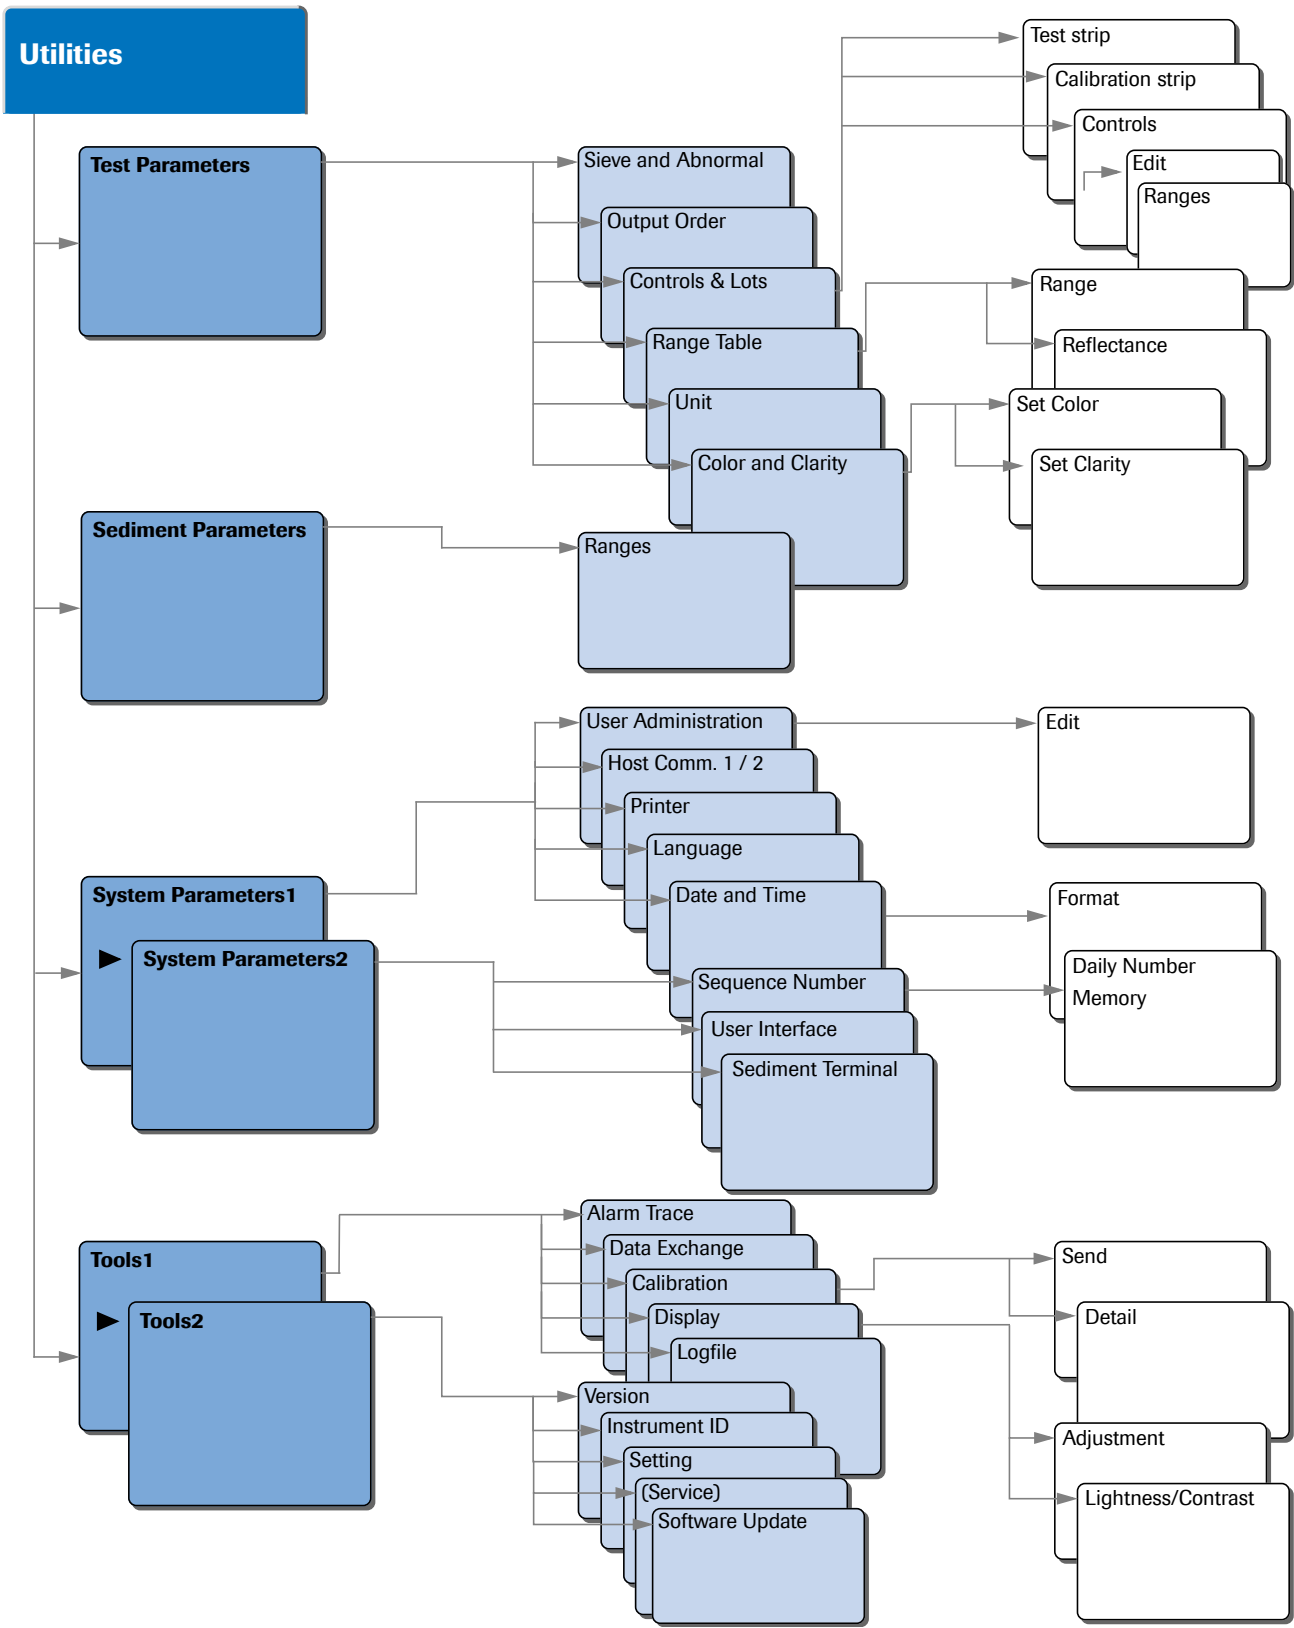 Utilities
Test Parameters
Sieve and Abnormal
Output Order
Controls & Lots
Range Table
Unit
Color and Clarity
Test strip
Calibration strip
Controls
Edit
Ranges
Range
Reflectance
Set Color
Set Clarity
Sediment Parameters
Ranges
System Parameters1
System Parameters2
User Administration
Host Comm. 1 / 2
Printer
Language
Date and Time
Sequence Number
User Interface
Sediment Terminal
Edit
Format
Daily Number
Memory
Tools1
Tools2
Alarm Trace
Data Exchange
Calibration
Display
Logfile
Version
Instrument ID
Setting
(Service)
Software Update
Send
Detail
Adjustment
Lightness/Contrast